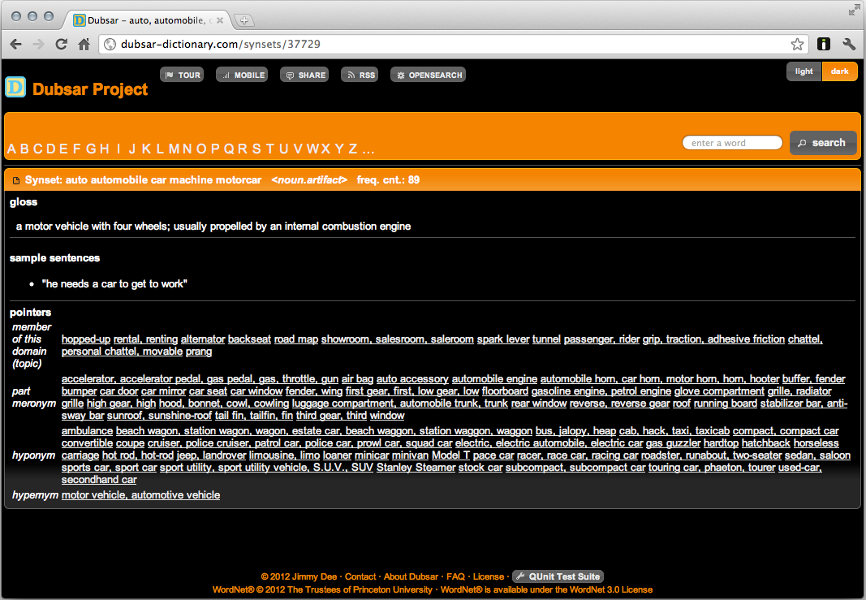 Dubsar – auto, automobile, c
dubsar-dictionary.com/synsets/37729
D Dubsar Project TOUR MOBILE SHARE RSS OPENSEARCH light dark
A B C D E F G H I J K L M N O P Q R S T U V W X Y Z ... enter a word search
Synset: auto automobile car machine motorcar <noun.artifact> freq. cnt.: 89
gloss
a motor vehicle with four wheels; usually propelled by an internal combustion engine
sample sentences
• "he needs a car to get to work"
pointers
member of this domain (topic)
hopped-up rental, renting alternator backseat road map showroom, salesroom, saleroom spark lever tunnel passenger, rider grip, traction, adhesive friction chattel,
personal chattel, movable prang
part meronym
accelerator, accelerator pedal, gas pedal, gas, throttle, gun air bag auto accessory automobile engine automobile horn, car horn, motor horn, horn, hooter buffer, fender
bumper car door car mirror car seat car window fender, wing first gear, first, low gear, low floorboard gasoline engine, petrol engine glove compartment grille, radiator
grille high gear, high hood, bonnet, cowl, cowling luggage compartment, automobile trunk, trunk rear window reverse, reverse gear roof running board stabilizer bar, anti-
sway bar sunroof, sunshine-roof tail fin, tailfin, fin third gear, third window
hyponym
ambulance beach wagon, station wagon, wagon, estate car, beach waggon, station waggon, waggon bus, jalopy, heap cab, hack, taxi, taxicab compact, compact car
convertible coupe cruiser, police cruiser, patrol car, police car, prowl car, squad car electric, electric automobile, electric car gas guzzler hardtop hatchback horseless
carriage hot rod, hot-rod jeep, landrover limousine, limo loaner minicar minivan Model T pace car racer, race car, racing car roadster, runabout, two-seater sedan, saloon
sports car, sport car sport utility, sport utility vehicle, S.U.V., SUV Stanley Steamer stock car subcompact, subcompact car touring car, phaeton, tourer used-car,
secondhand car
hypernym motor vehicle, automotive vehicle
© 2012 Jimmy Dee · Contact · About Dubsar · FAQ · License · QUnit Test Suite
WordNet® © 2012 The Trustees of Princeton University · WordNet® is available under the WordNet 3.0 License